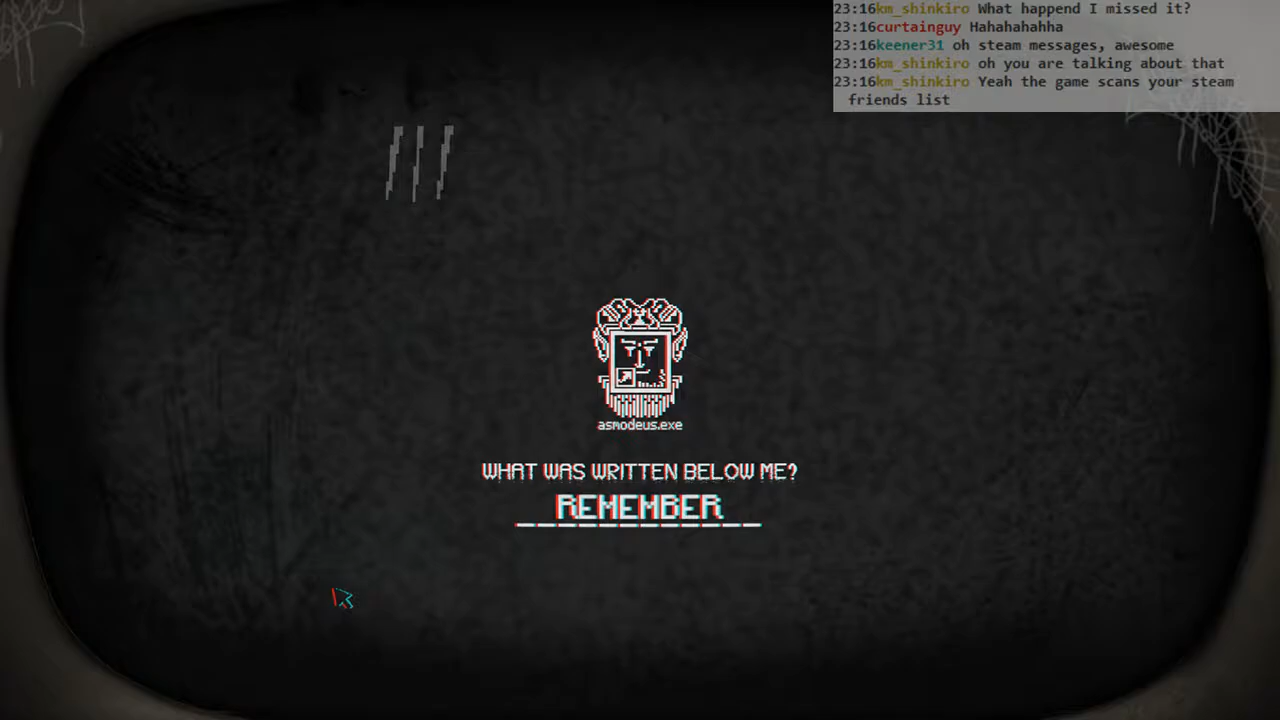 23:16km_shinkiro What happend I missed it?
23:16curtainguy Hahahahahha
23:16keener31 oh steam messages, awesome
23:16km_shinkiro oh you are talking about that
23:16km_shinkiro Yeah the game scans your steam
friends list
asmodeus.exe
WHAT WAS WRITTEN BELOW ME?
REMEMBER